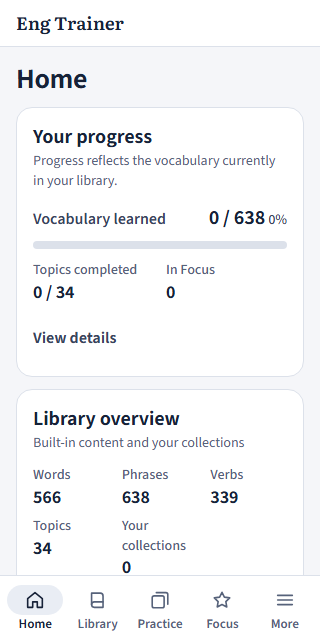 Eng Trainer
Home
Your progress
Progress reflects the vocabulary currently
in your library.
Vocabulary learned 0 / 638 0%
Topics completed In Focus
0 / 34 0
View details
Library overview
Built-in content and your collections
Words Phrases Verbs
566 638 339
Topics Your
collections
34 0
Home Library Practice Focus More